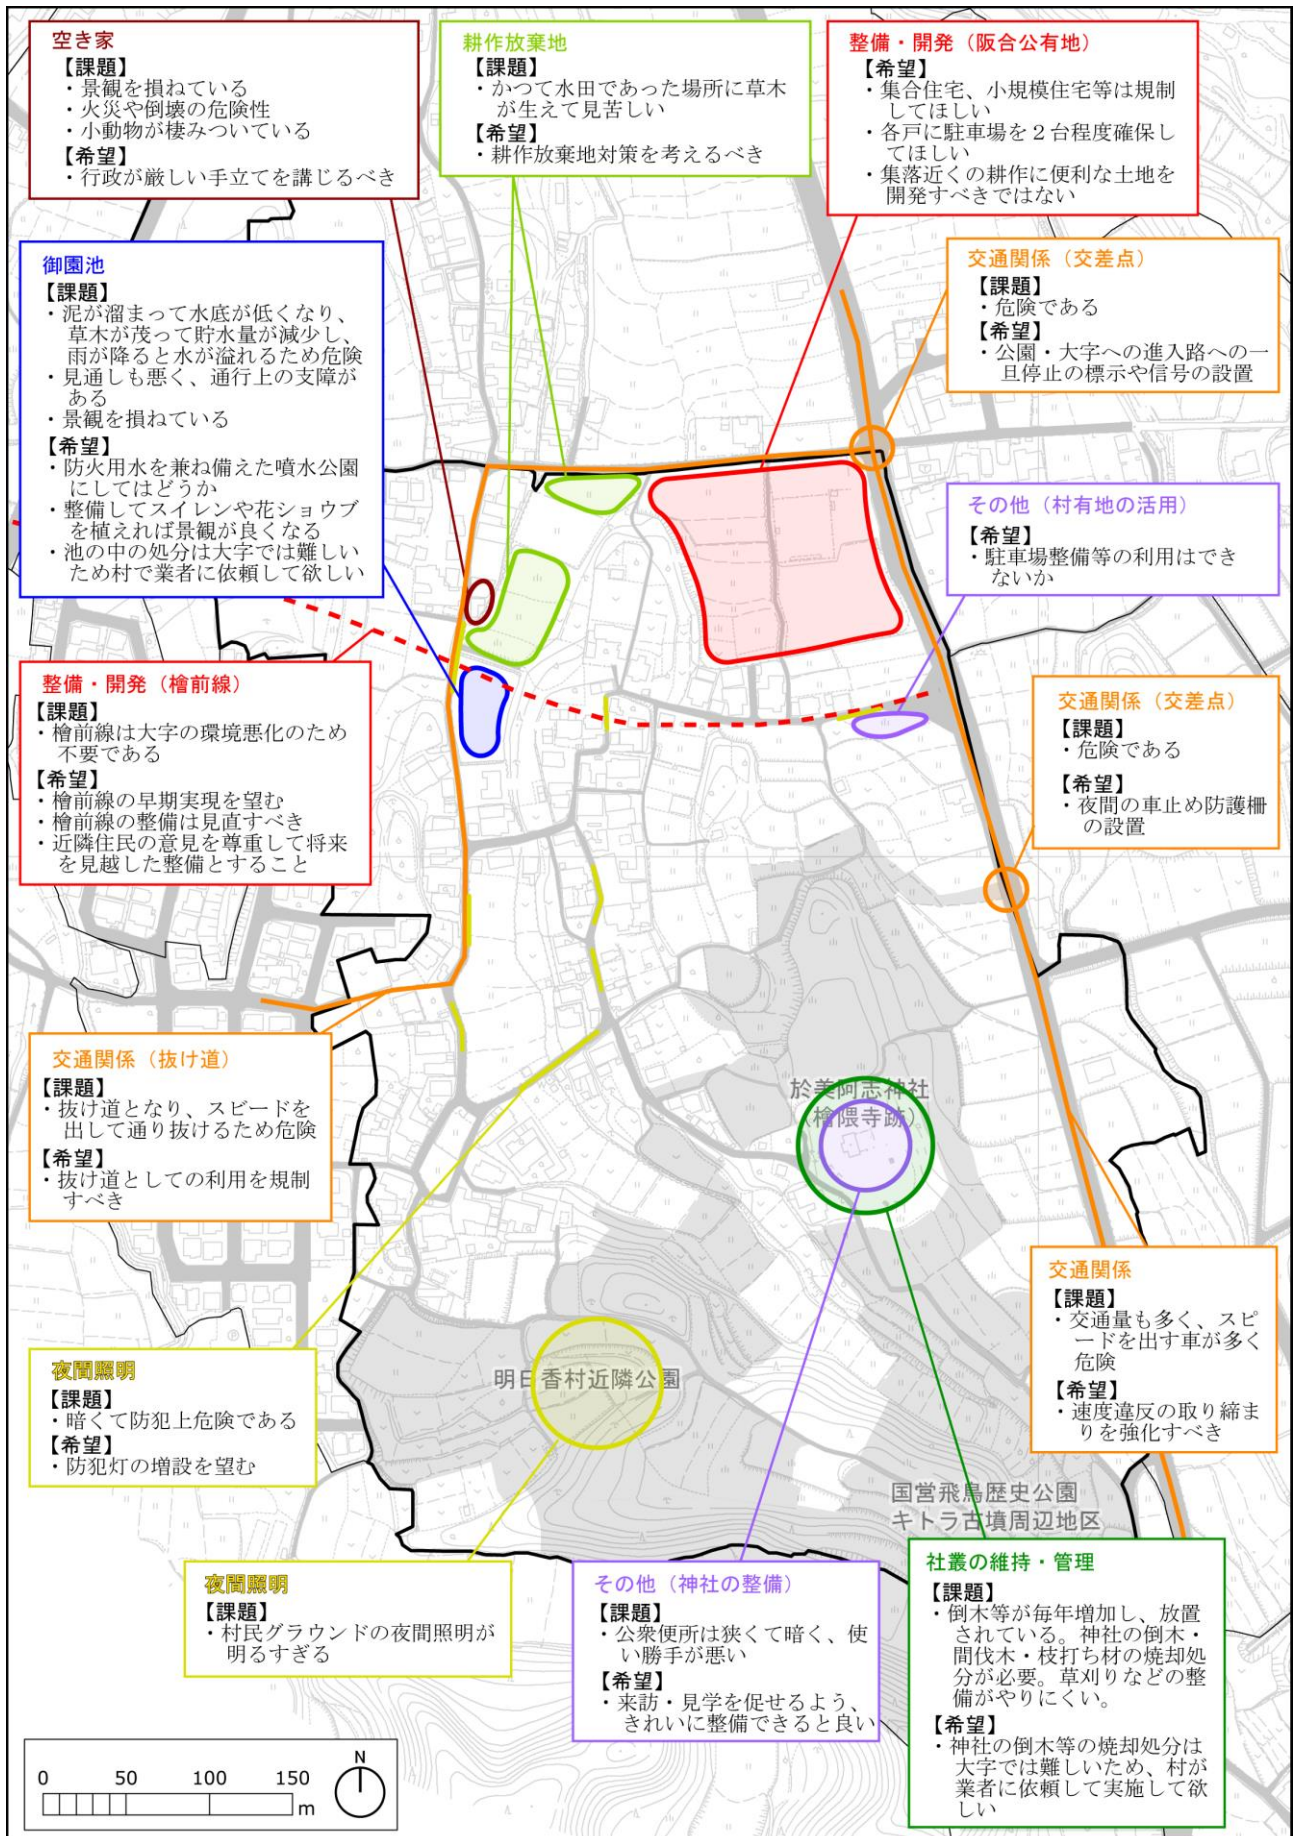 空き家
【課題】
・景観を損ねている
・火災や倒壊の危険性
・小動物が棲みついている
【希望】
・行政が厳しい手立てを講じるべき
耕作放棄地
【課題】
・かつて水田であった場所に草木
が生えて見苦しい
【希望】
・耕作放棄地対策を考えるべき
整備・開発（阪合公有地）
【希望】
・集合住宅、小規模住宅等は規制
してほしい
・各戸に駐車場を２台程度確保し
てほしい
・集落近くの耕作に便利な土地を
開発すべきではない
御園池
【課題】
・泥が溜まって水底が低くなり、
草木が茂って貯水量が減少し、
雨が降ると水が溢れるため危険
・見通しも悪く、通行上の支障が
ある
・景観を損ねている
【希望】
・防火用水を兼ね備えた噴水公園
にしてはどうか
・整備してスイレンや花ショウブ
を植えれば景観が良くなる
・池の中の処分は大字では難しい
ため村で業者に依頼して欲しい
交通関係（交差点）
【課題】
・危険である
【希望】
・公園・大字への進入路への一
旦停止の標示や信号の設置
その他（村有地の活用）
【希望】
・駐車場整備等の利用はでき
ないか
整備・開発（檜前線）
【課題】
・檜前線は大字の環境悪化のため
不要である
【希望】
・檜前線の早期実現を望む
・檜前線の整備は見直すべき
・近隣住民の意見を尊重して将来
を見越した整備とすること
交通関係（交差点）
【課題】
・危険である
【希望】
・夜間の車止め防護柵
の設置
交通関係（抜け道）
【課題】
・抜け道となり、スピードを
出して通り抜けるため危険
【希望】
・抜け道としての利用を規制
すべき
於美阿志神社
（檜隈寺跡）
交通関係
【課題】
・交通量も多く、スピ
ードを出す車が多く
危険
【希望】
・速度違反の取り締ま
りを強化すべき
夜間照明
【課題】
・暗くて防犯上危険である
【希望】
・防犯灯の増設を望む
明日香村近隣公園
国営飛鳥歴史公園
キトラ古墳周辺地区
夜間照明
【課題】
・村民グラウンドの夜間照明が
明るすぎる
その他（神社の整備）
【課題】
・公衆便所は狭くて暗く、使
い勝手が悪い
【希望】
・来訪・見学を促せるよう、
きれいに整備できると良い
社叢の維持・管理
【課題】
・倒木等が毎年増加し、放置
されている。神社の倒木・
間伐木・枝打ち材の焼却処
分が必要。草刈りなどの整
備がやりにくい。
【希望】
・神社の倒木等の焼却処分は
大字では難しいため、村が
業者に依頼して実施して欲
しい
0 50 100 150
m
N